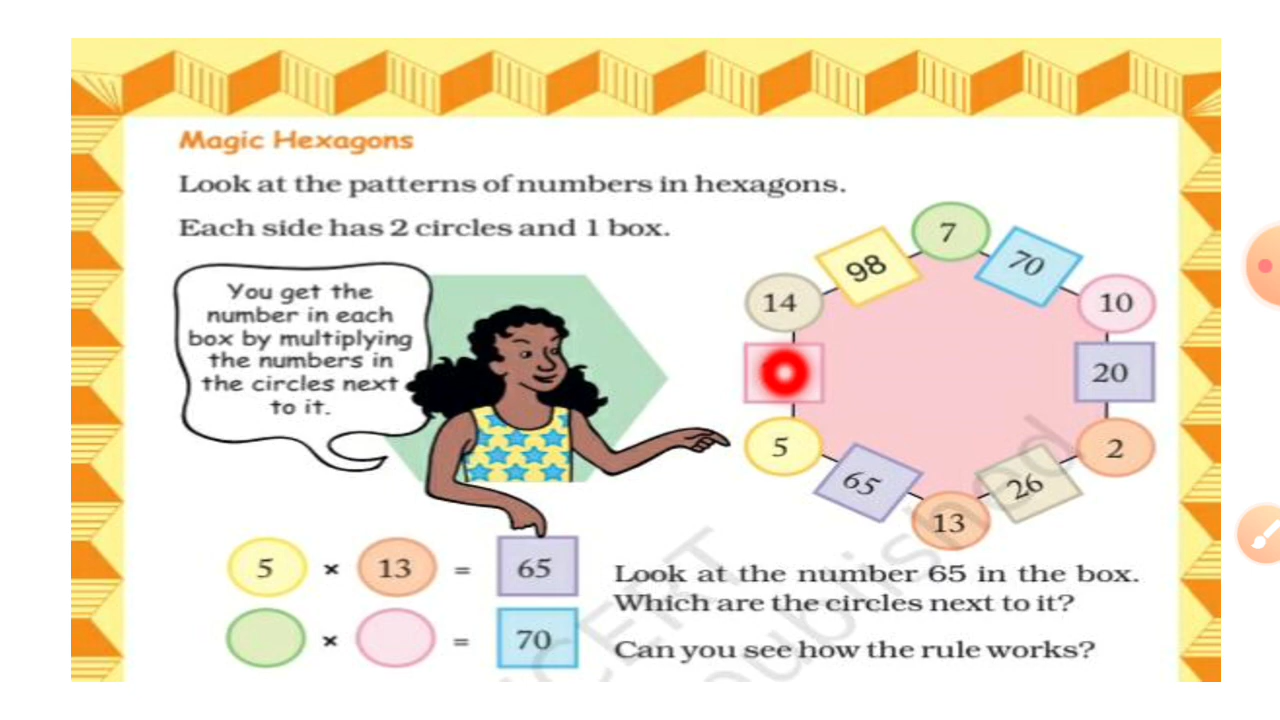 Magic Hexagons
Look at the patterns of numbers in hexagons.
Each side has 2 circles and 1 box.
You get the
number in each
box by multiplying
the numbers in
the circles next
to it.
7
98
70
14
10
20
5
2
65
26
13
5 × 13 = 65
× = 70
Look at the number 65 in the box.
Which are the circles next to it?
Can you see how the rule works?